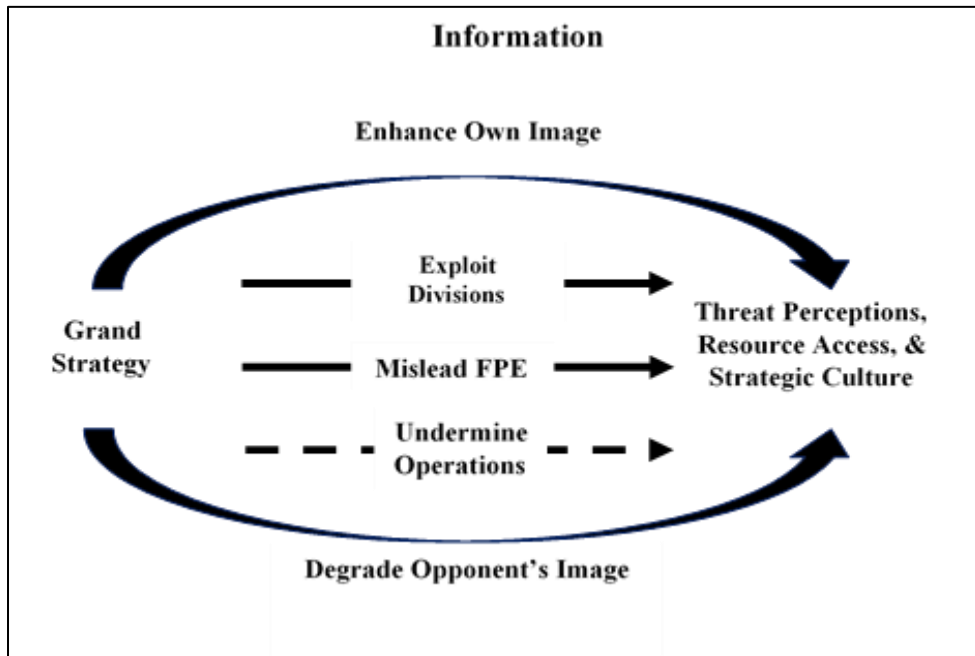 Information
Enhance Own Image
Exploit
Divisions
Grand
Strategy
Mislead FPE
Threat Perceptions,
Resource Access, &
Strategic Culture
Undermine
Operations
Degrade Opponent's Image